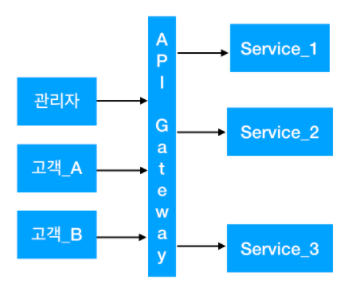 관리자
고객_A
고객_B
API Gateway
Service_1
Service_2
Service_3